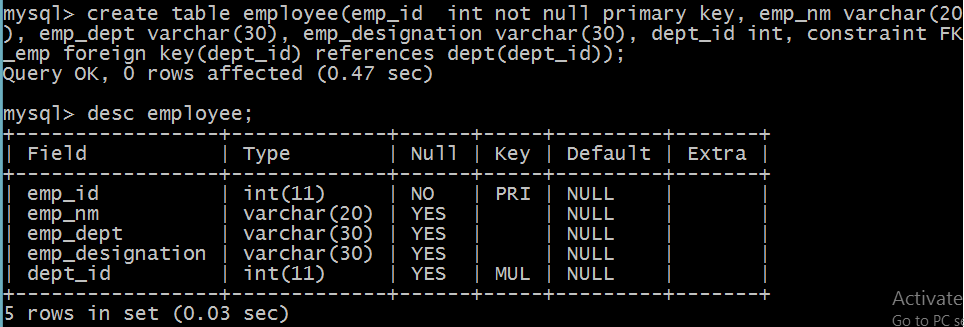 mysql> create table employee(emp_id  int not null primary key, emp_nm varchar(20
), emp_dept varchar(30), emp_designation varchar(30), dept_id int, constraint FK
_emp foreign key(dept_id) references dept(dept_id));
Query OK, 0 rows affected (0.47 sec)
mysql> desc employee;
+-----------------+-------------+------+-----+---------+-------+
| Field           | Type        | Null | Key | Default | Extra |
+-----------------+-------------+------+-----+---------+-------+
| emp_id          | int(11)     | NO   | PRI | NULL    |       |
| emp_nm          | varchar(20) | YES  |     | NULL    |       |
| emp_dept        | varchar(30) | YES  |     | NULL    |       |
| emp_designation | varchar(30) | YES  |     | NULL    |       |
| dept_id         | int(11)     | YES  | MUL | NULL    |       |
+-----------------+-------------+------+-----+---------+-------+
5 rows in set (0.03 sec)
Activate
Go to PC se